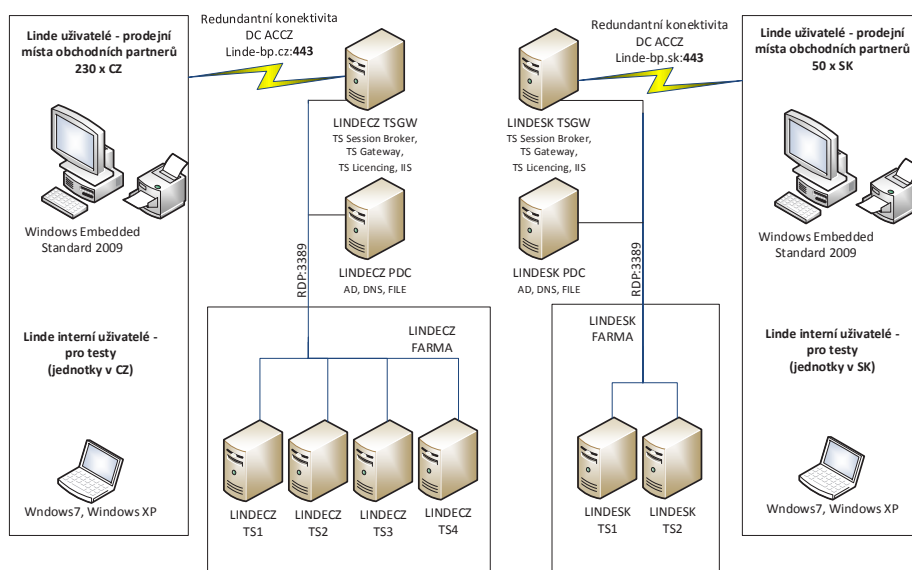 Linde uživatelé - prodejní
místa obchodních partnerů
230 x CZ
Windows Embedded
Standard 2009
Linde interní uživatelé -
pro testy
(jednotky v CZ)
Wndows7, Windows XP
Redundantní konektivita
DC ACCZ
Linde-bp.cz:443
LINDECZ TSGW
TS Session Broker,
TS Gateway,
TS Licencing, IIS
LINDECZ PDC
AD, DNS, FILE
RDP:3389
LINDECZ
FARMA
LINDECZ
TS1
LINDECZ
TS2
LINDECZ
TS3
LINDECZ
TS4
Redundantní konektivita
DC ACCZ
Linde-bp.sk:443
LINDESK TSGW
TS Session Broker,
TS Gateway,
TS Licencing, IIS
LINDESK PDC
AD, DNS, FILE
RDP:3389
LINDESK
FARMA
LINDESK
TS1
LINDESK
TS2
Linde uživatelé - prodejní
místa obchodních partnerů
50 x SK
Windows Embedded
Standard 2009
Linde interní uživatelé -
pro testy
(jednotky v SK)
Wndows7, Windows XP